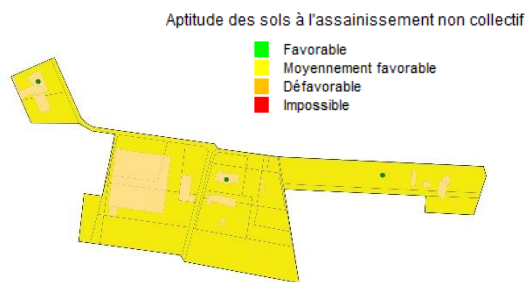 Aptitude des sols à l'assainissement non collectif
Favorable
Moyennement favorable
Défavorable
Impossible